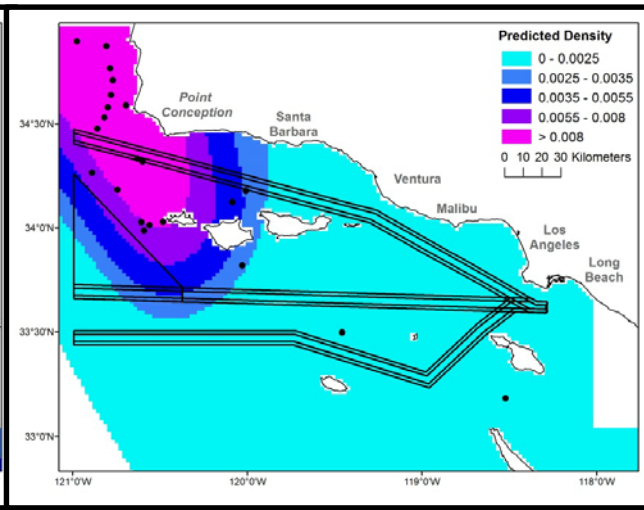 Predicted Density
0 - 0.0025
0.0025 - 0.0035
0.0035 - 0.0055
0.0055 - 0.008
> 0.008
0 10 20 30 Kilometers
Point
Conception
Santa
Barbara
Ventura
Malibu
Los
Angeles
Long
Beach
34°30'N
34°0'N
33°30'N
33°0'N
121°0'W
120°0'W
119°0'W
118°0'W